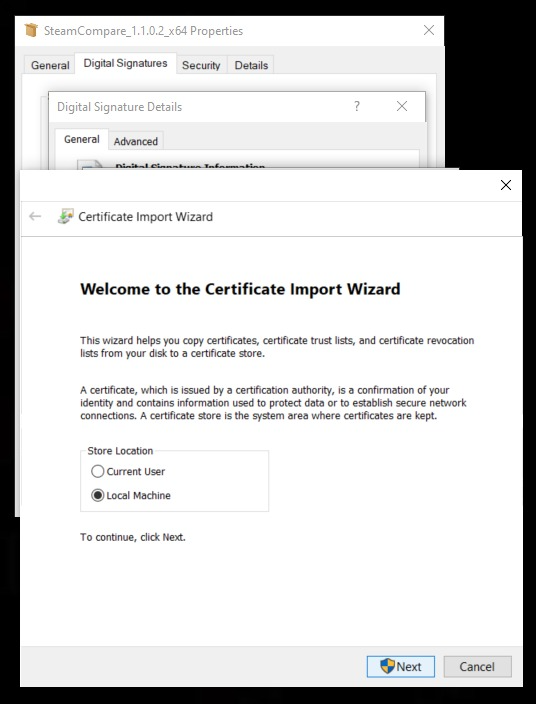 SteamCompare_1.1.0.2_x64 Properties
General Digital Signatures Security Details
Digital Signature Details ?
General Advanced
Digital Signature Information
Certificate Import Wizard
Welcome to the Certificate Import Wizard
This wizard helps you copy certificates, certificate trust lists, and certificate revocation
lists from your disk to a certificate store.
A certificate, which is issued by a certification authority, is a confirmation of your
identity and contains information used to protect data or to establish secure network
connections. A certificate store is the system area where certificates are kept.
Store Location
Current User
Local Machine
To continue, click Next.
Next Cancel